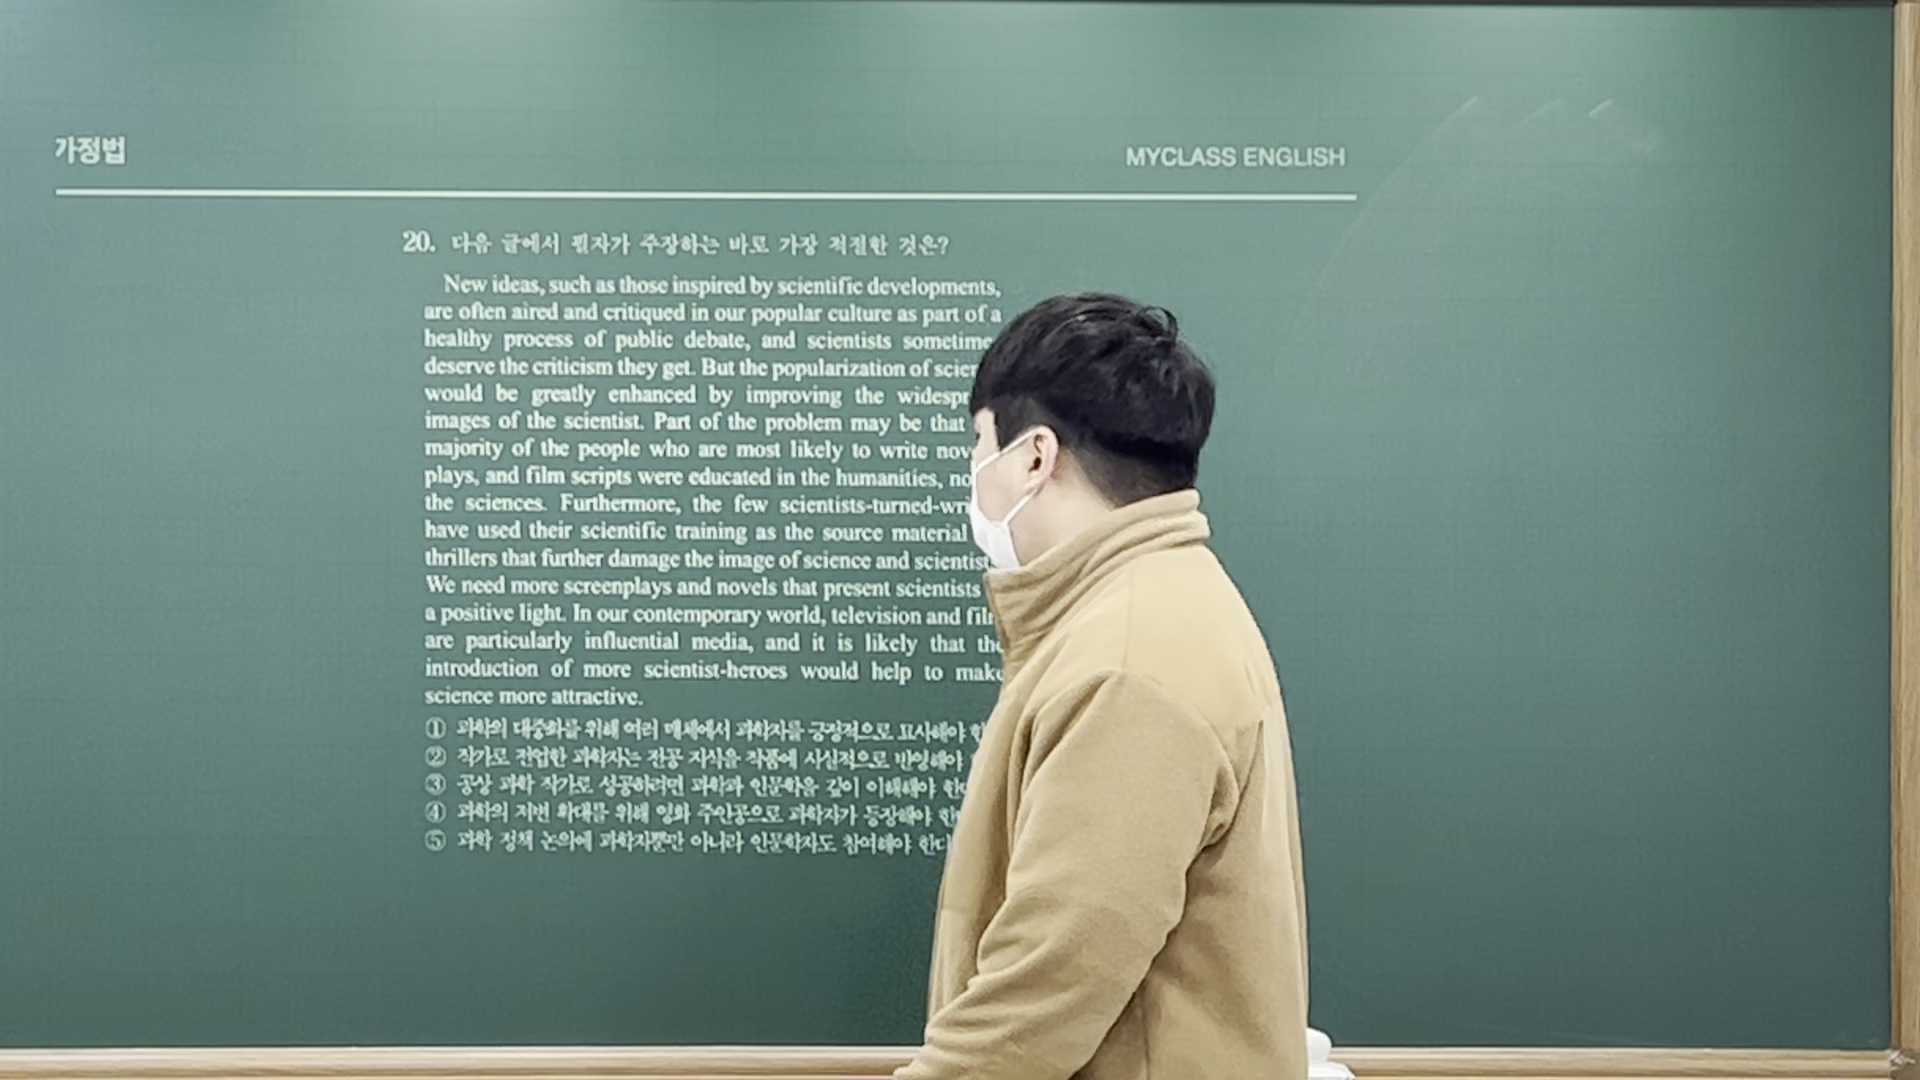 가정법
MYCLASS ENGLISH
20. 다음 글에서 필자가 주장하는 바로 가장 적절한 것은?
New ideas, such as those inspired by scientific developments,
are often aired and critiqued in our popular culture as part of a
healthy process of public debate, and scientists
deserve the criticism they get. But the popularization of
would be greatly enhanced by improving the
images of the scientist. Part of the problem may be that
majority of the people who are most likely to write
plays, and film scripts were educated in the humanities,
the sciences. Furthermore, the few
have used their scientific training as the source material
thrillers that further damage the image of science and
We need more screenplays and novels that present scientists
a positive light. In our contemporary world, television and
are particularly influential media, and it is likely that the
introduction of more scientist-heroes would help to make
science more attractive.
① 과학의 대중화를 위해 여러 매체에서 과학자를 긍정적으로 묘사해야
② 작가로 전업한 과학자는 전공 지식을 작품에 사실적으로 반영해야
③ 공상 과학 작가로 성공하려면 과학과 인문학을 깊이 이해해야
④ 과학의 저변 확대를 위해 영화 주인공으로 과학자가 등장해야
⑤ 과학 정책 논의에 과학자뿐만 아니라 인문학자도 참여해야